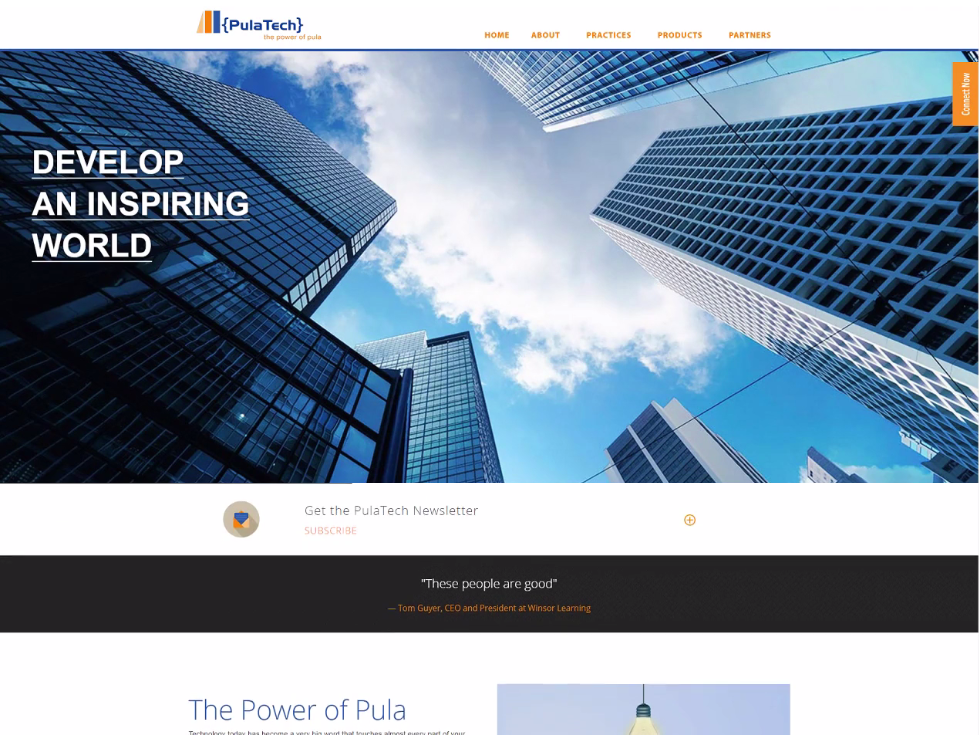 {PulaTech}
the power of pula
HOME ABOUT PRACTICES PRODUCTS PARTNERS
Connect Now
DEVELOP
AN INSPIRING
WORLD
Get the PulaTech Newsletter
SUBSCRIBE
"These people are good"
— Tom Guyer, CEO and President at Winsor Learning
The Power of Pula
Technology today has become a very big word that touches almost every part of your